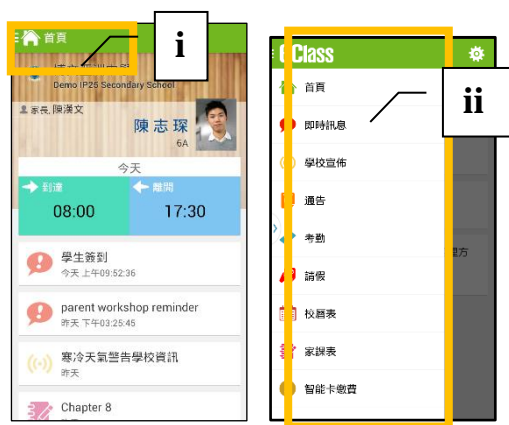 首頁
Demo IP25 Secondary School
家長, 陳漢文
陳志琛
6A
今天
到達
離開
08:00
17:30
學生簽到
今天 上午09:52:36
parent workshop reminder
昨天 下午03:25:45
寒冷天氣警告學校資訊
昨天
Chapter 8
i
eClass
首頁
即時訊息
學校宣佈
通告
考勤
請假
校曆表
家課表
智能卡繳費
ii